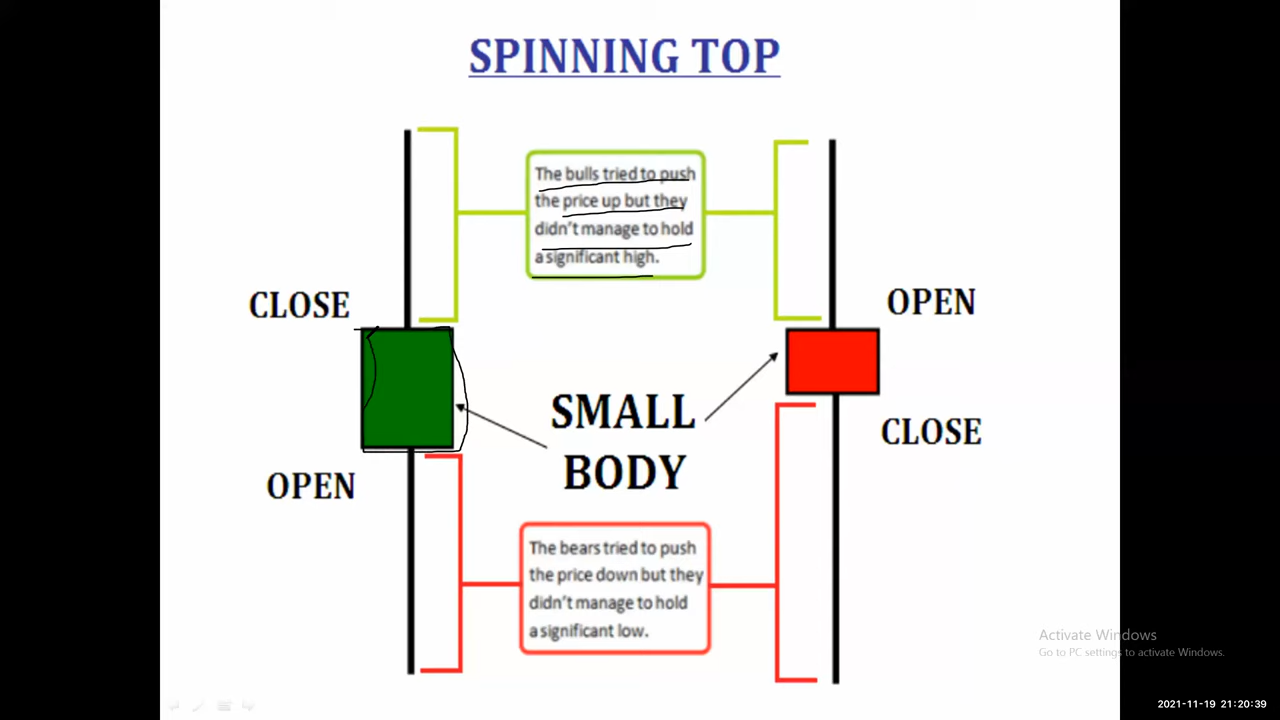 SPINNING TOP
The bulls tried to push
the price up but they
didn't manage to hold
a significant high.
CLOSE
OPEN
SMALL
BODY
CLOSE
OPEN
The bears tried to push
the price down but they
didn't manage to hold
a significant low.
Activate Windows
Go to PC settings to activate Windows.
2021-11-19 21:20:39